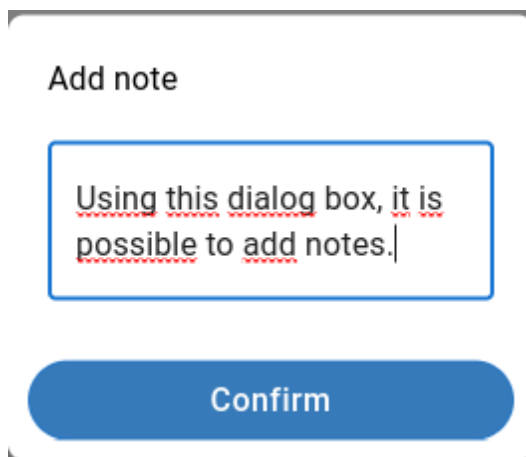 Add note
Using this dialog box, it is
possible to add notes.
Confirm